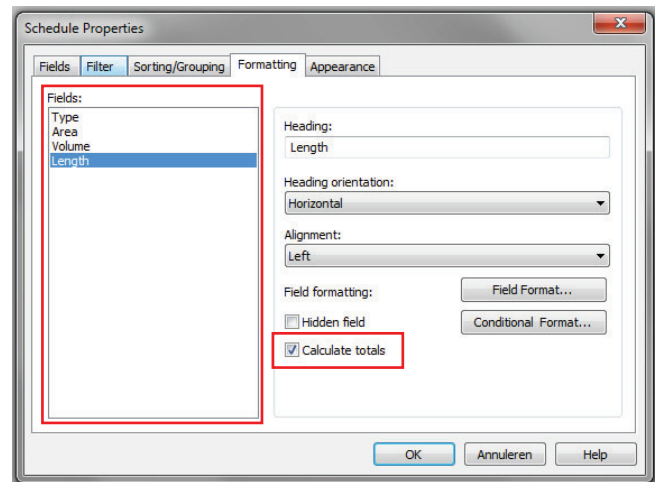 Schedule Properties
Fields Filter Sorting/Grouping Formatting Appearance
Fields:
Type
Area
Volume
Length
Heading:
Length
Heading orientation:
Horizontal
Alignment:
Left
Field formatting:
Field Format...
Hidden field
Conditional Format...
Calculate totals
OK Annuleren Help